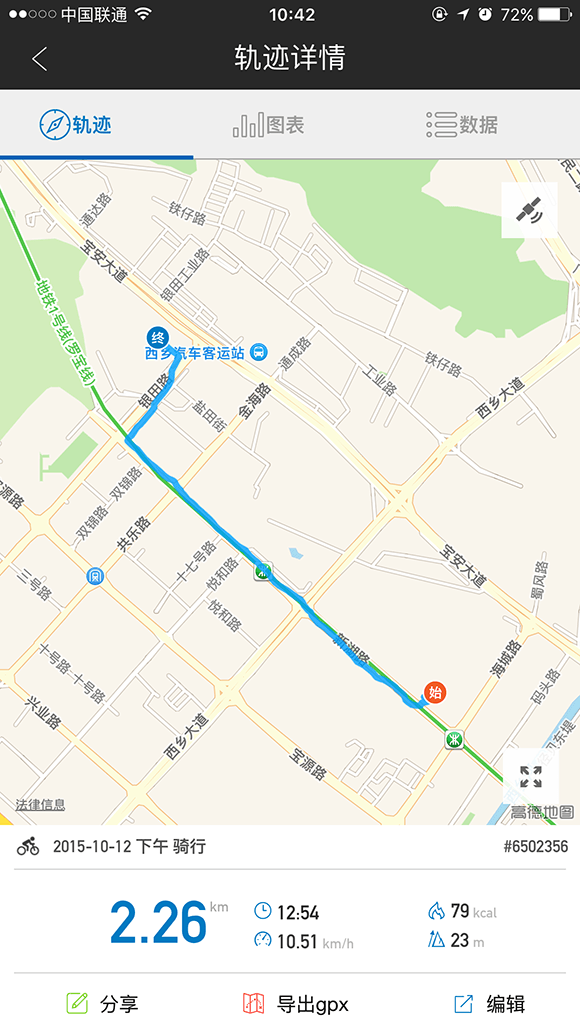 中国联通 10:42 72%
轨迹详情
轨迹 图表 数据
通达路
铁仔路
宝安大道
银田工业路
地铁1号线(罗宝线)
终
西乡汽车客运站
通成路
铁仔路
银田路
工业路
金海路
西乡大道
盐田街
双锦路
双锦路
共乐路
十七号路
宝安大道
蜀风路
三号路
悦和路
悦和路
新湖路
海城路
始
码头路
十号路
十号路
兴业路
西乡大道
宝源路
法律信息
高德地图
2015-10-12 下午 骑行 #6502356
2.26 km
12:54
79 kcal
10.51 km/h
23 m
分享 导出gpx 编辑